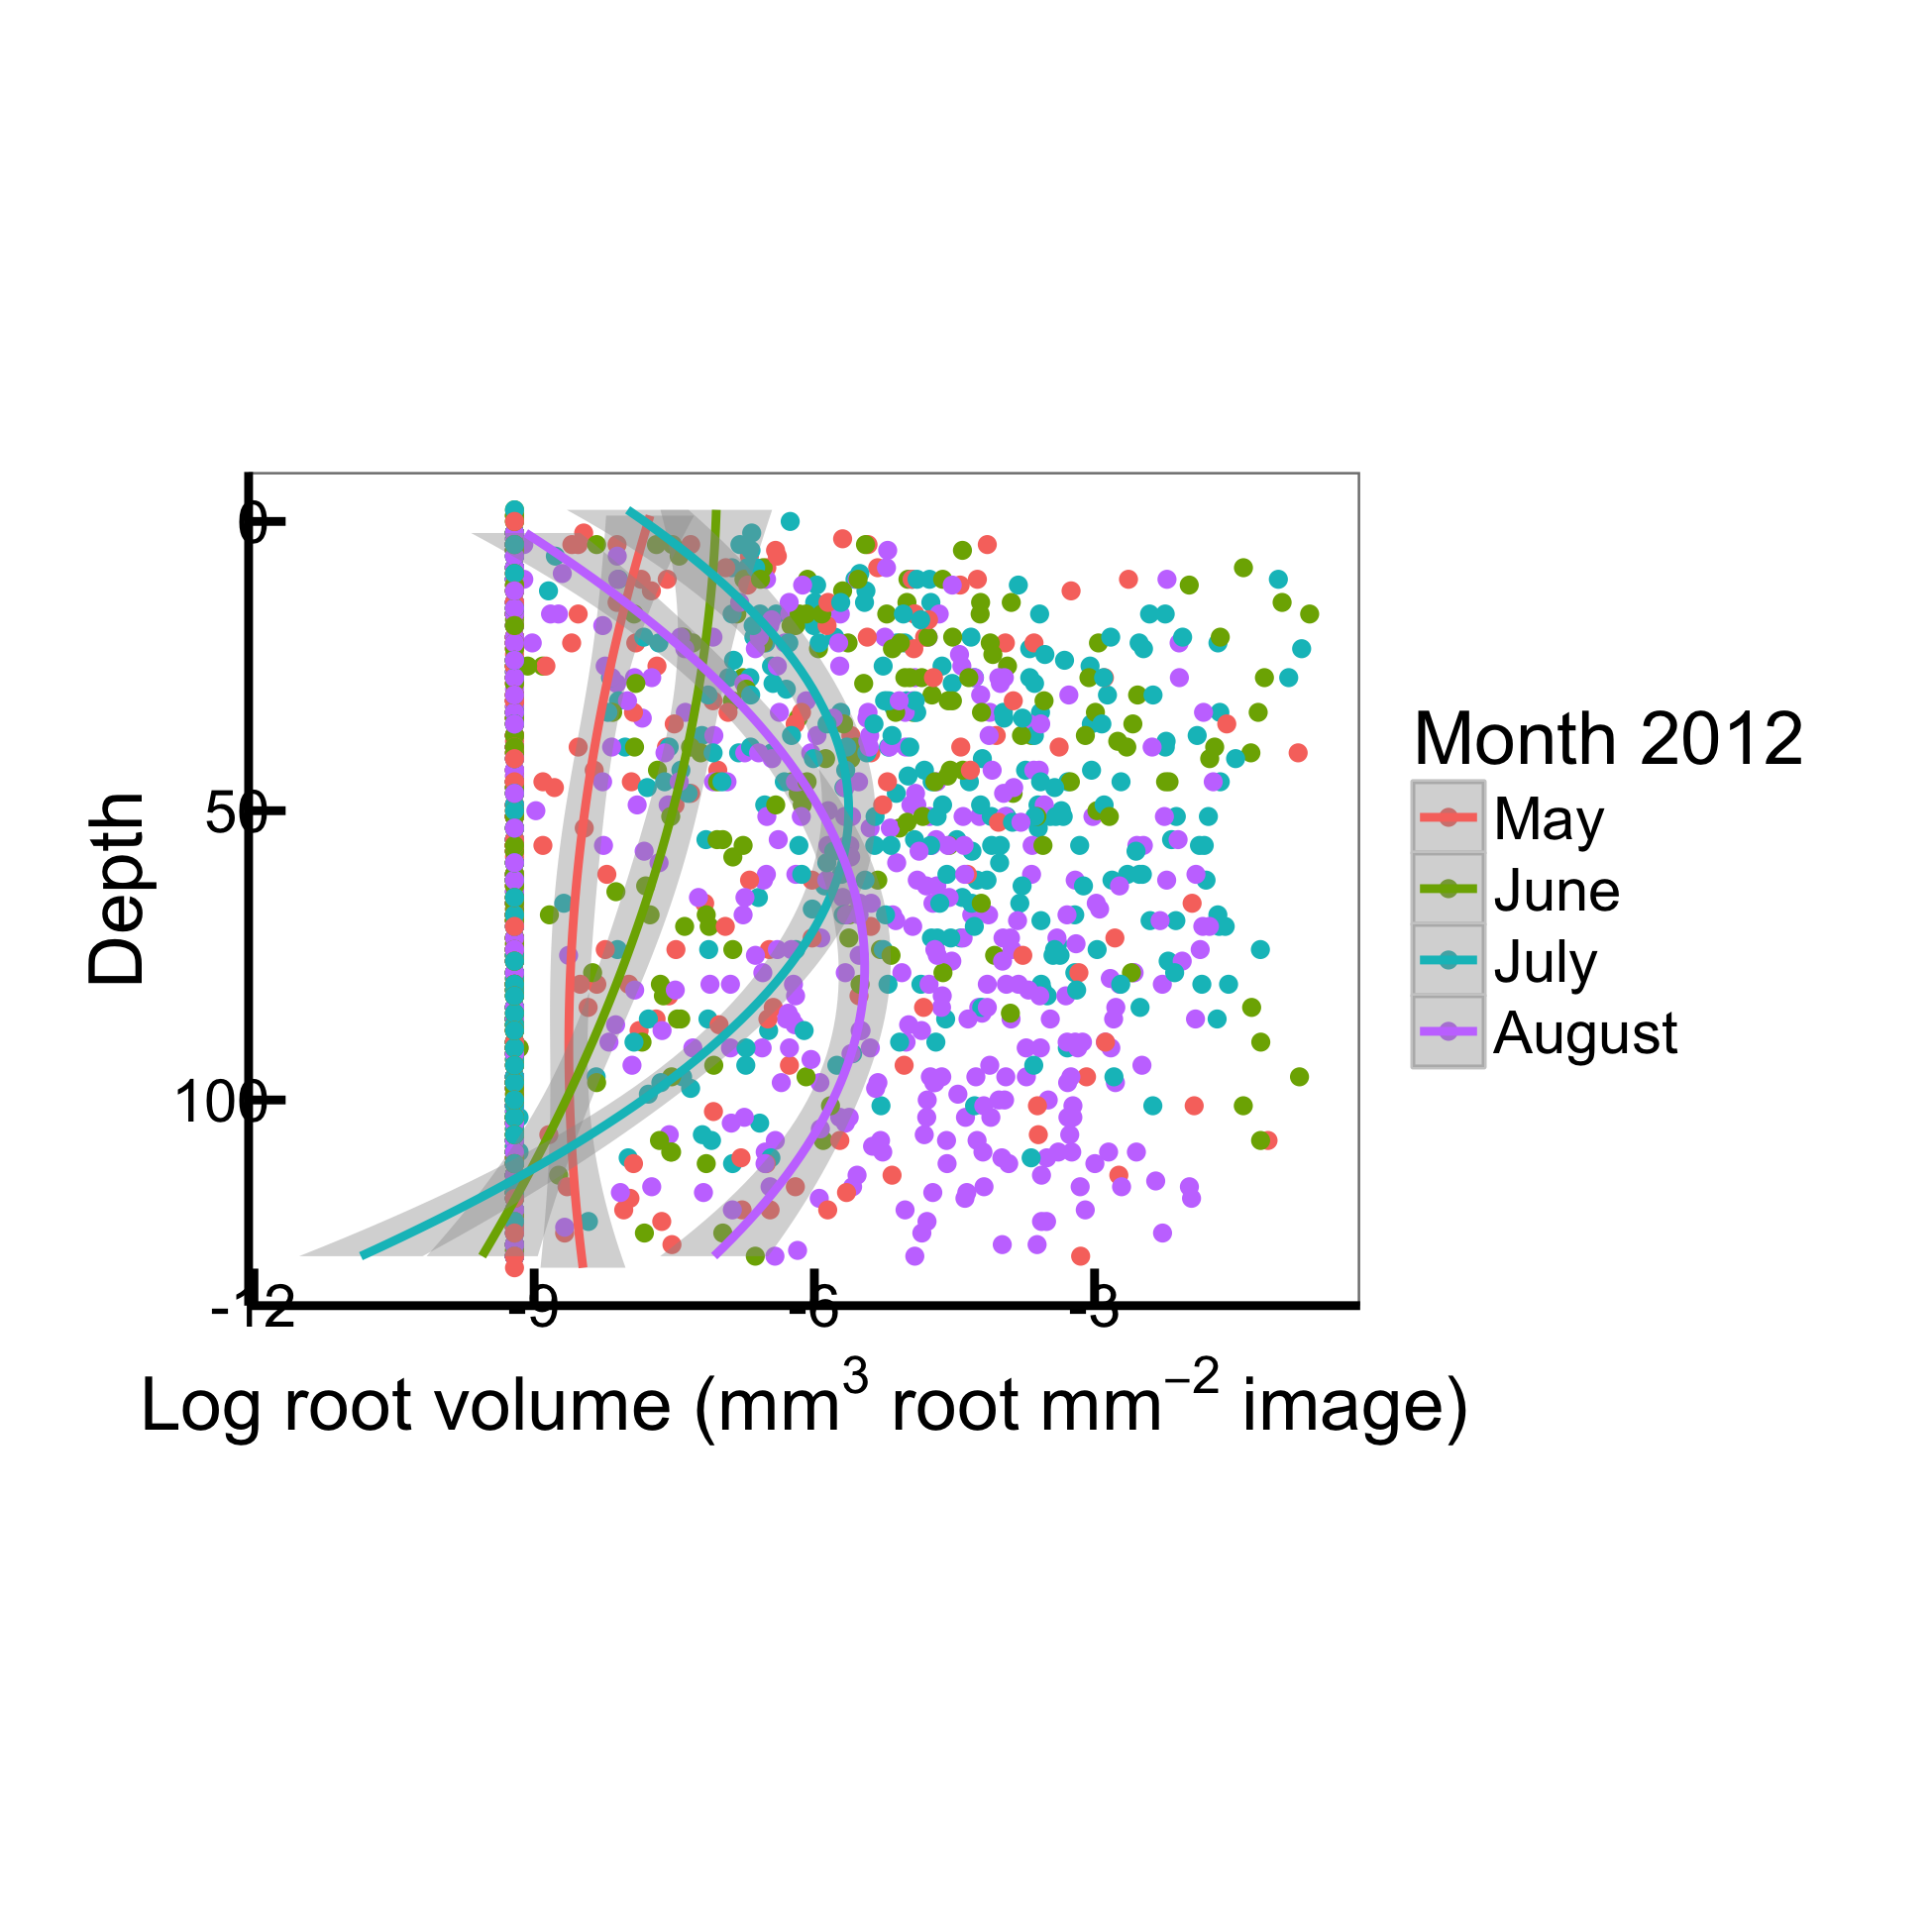 0
50
100
Depth
-12
-9
-6
-3
Log root volume (mm³ root mm⁻² image)
Month 2012
May
June
July
August